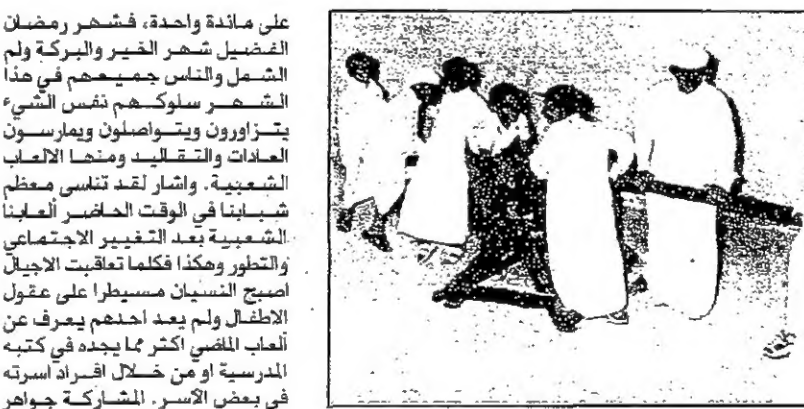 على مائدة واحدة، فشهر رمضان
الفضيل شهر الخير والبركة ولم
الشمل والناس جميعهم في هذا
الشهر سلوكهم نفس الشيء
يتزاورون ويتواصلون ويمارسون
العادات والتقاليد ومنها الالعاب
الشعبية. واشار لقد تناسى معظم
شبابنا في الوقت الحاضر ألعابنا
الشعبية بعد التغيير الاجتماعي
والتطور وهكذا فكلما تعاقبت الاجيال
اصبح النسيان مسيطرا على عقول
الاطفال ولم يعد احدهم يعرف عن
ألعاب الماضي اكثر مما يجده في كتبه
المدرسية او من خلال افراد اسرته
في بعض الآسر. المشاركة جواهر